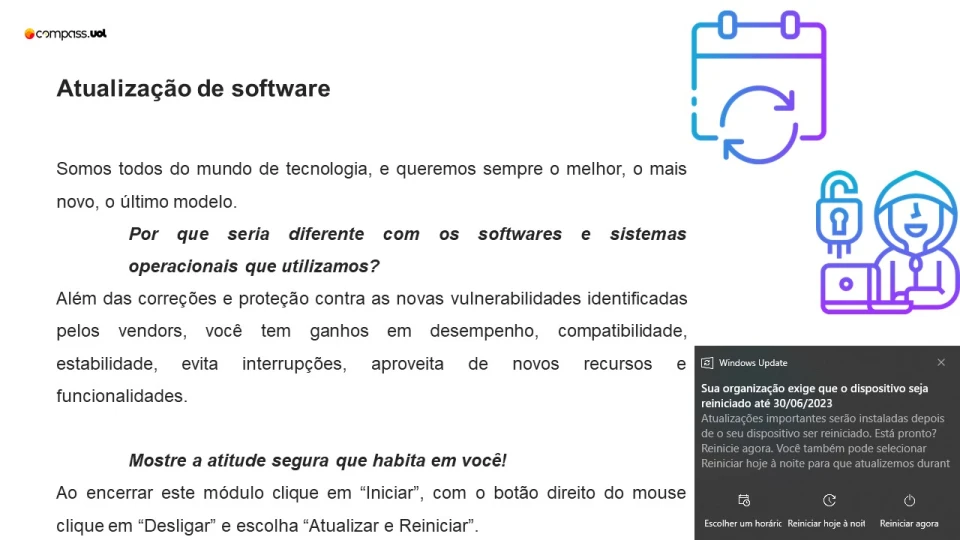 compass.uol
Atualização de software
Somos todos do mundo de tecnologia, e queremos sempre o melhor, o mais
novo, o último modelo.
Por que seria diferente com os softwares e sistemas
operacionais que utilizamos?
Além das correções e proteção contra as novas vulnerabilidades identificadas
pelos vendors, você tem ganhos em desempenho, compatibilidade,
estabilidade, evita interrupções, aproveita de novos recursos e
funcionalidades.
Mostre a atitude segura que habita em você!
Ao encerrar este módulo clique em “Iniciar”, com o botão direito do mouse
clique em “Desligar” e escolha “Atualizar e Reiniciar”.
Windows Update
Sua organização exige que o dispositivo seja
reiniciado até 30/06/2023
Atualizações importantes serão instaladas depois
de o seu dispositivo ser reiniciado. Está pronto?
Reinicie agora. Você também pode selecionar
Reiniciar hoje à noite para que atualizemos durant
Escolher um horáric Reiniciar hoje à noit Reiniciar agora